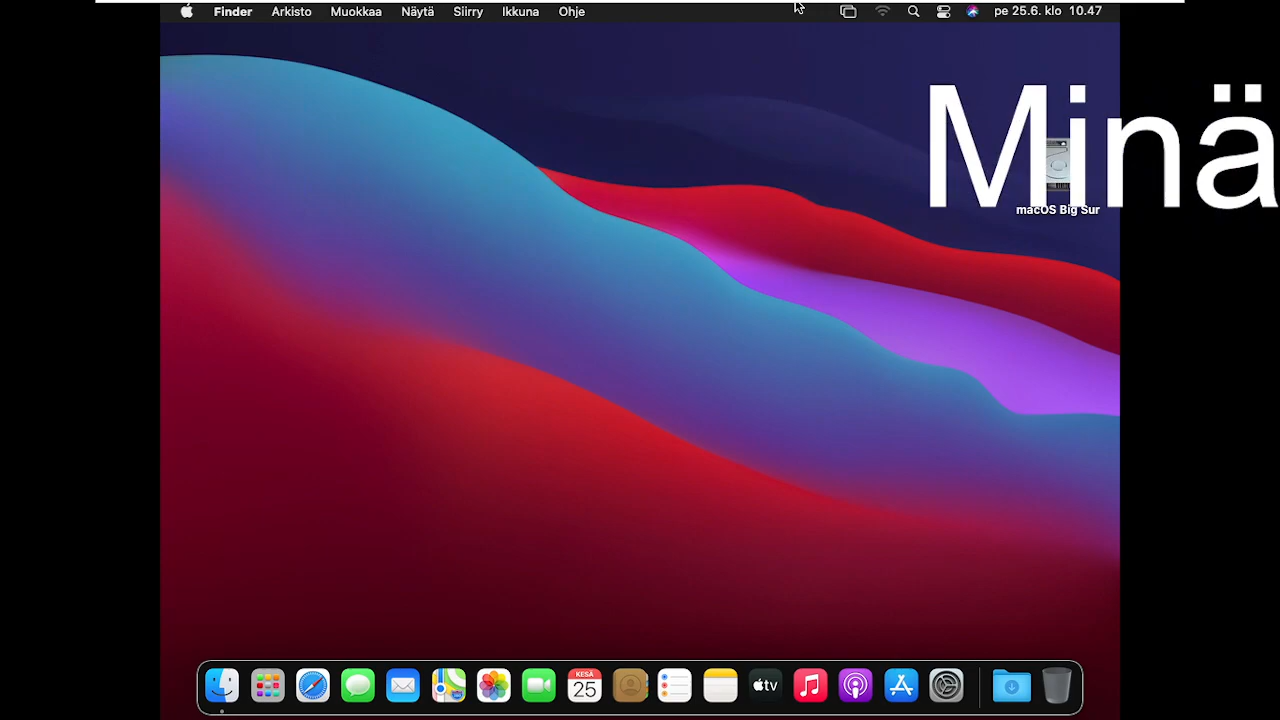 Finder Arkisto Muokkaa Näytä Siirry Ikkuna Ohje pe 25.6. klo 10.47
Minä
macOS Big Sur
KESÄ
25
tv